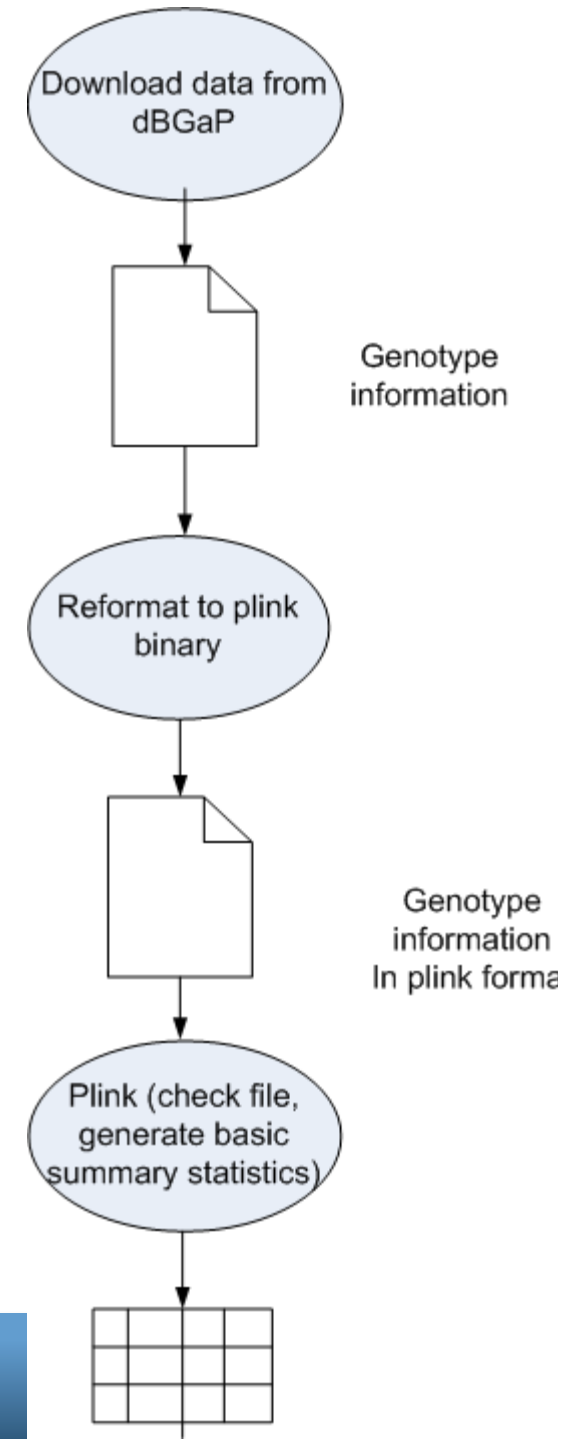 Download data from
dBGaP
Genotype
information
Reformat to plink
binary
Genotype
information
In plink forma
Plink (check file,
generate basic
summary statistics)